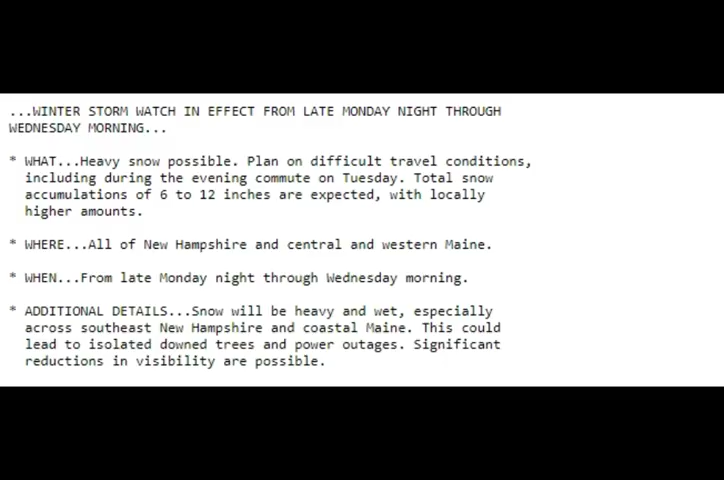 ...WINTER STORM WATCH IN EFFECT FROM LATE MONDAY NIGHT THROUGH
WEDNESDAY MORNING...
* WHAT...Heavy snow possible. Plan on difficult travel conditions,
including during the evening commute on Tuesday. Total snow
accumulations of 6 to 12 inches are expected, with locally
higher amounts.
* WHERE...All of New Hampshire and central and western Maine.
* WHEN...From late Monday night through Wednesday morning.
* ADDITIONAL DETAILS...Snow will be heavy and wet, especially
across southeast New Hampshire and coastal Maine. This could
lead to isolated downed trees and power outages. Significant
reductions in visibility are possible.